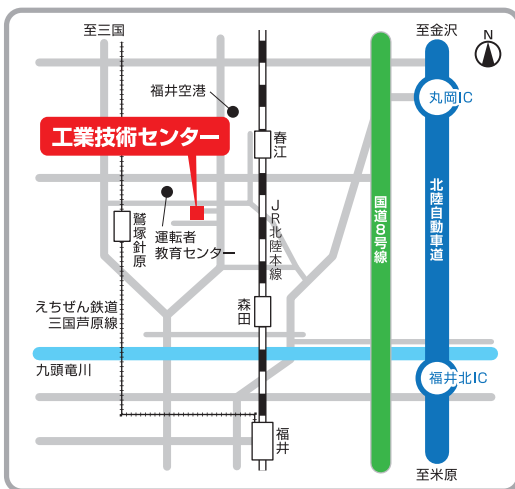 至三国
至金沢
N
福井空港
丸岡IC
工業技術センター
春江
鷲塚針原
運転者
教育センター
JR北陸本線
国道8号線
北陸自動車道
えちぜん鉄道
三国芦原線
森田
九頭竜川
福井北IC
福井
至米原